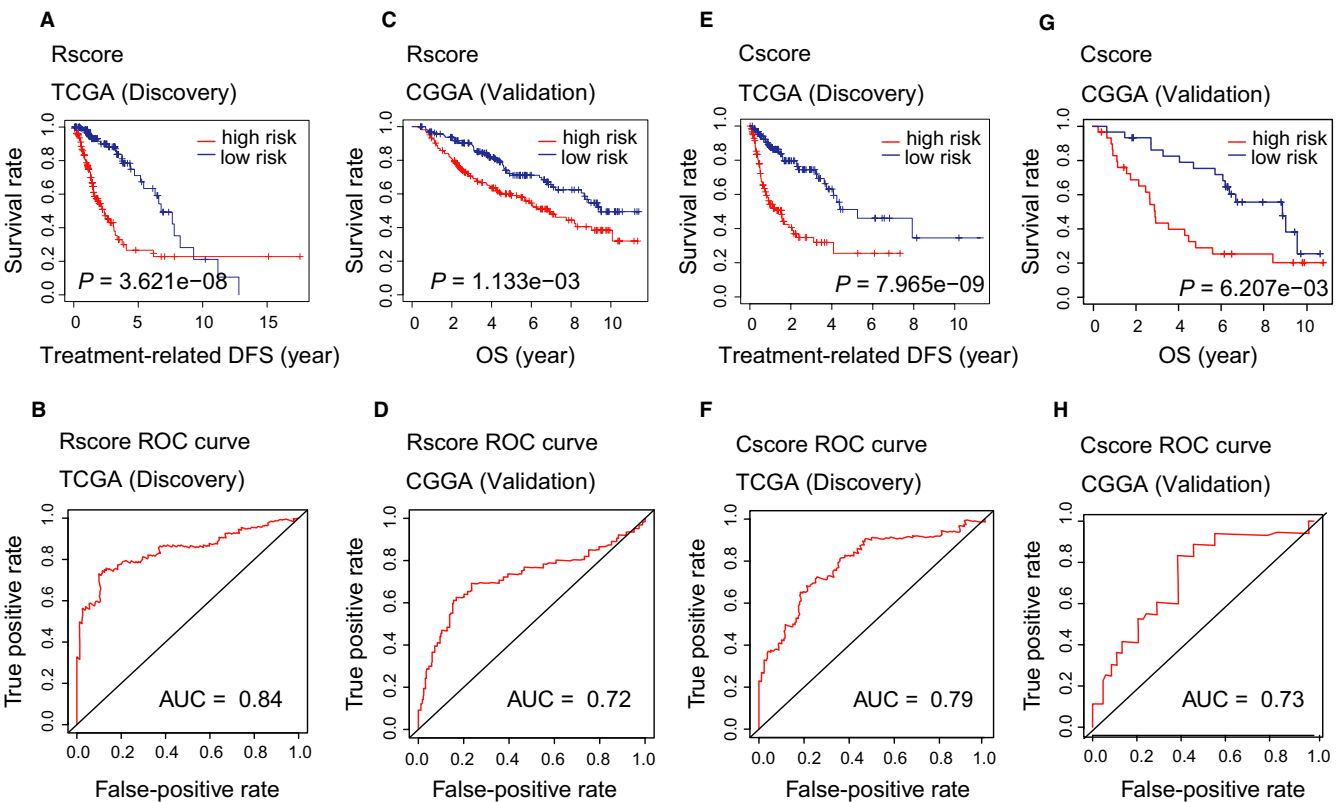 A
Rscore
TCGA (Discovery)
high risk
low risk
Survival rate
0.0 0.2 0.4 0.6 0.8 1.0
P = 3.621e−08
0 5 10 15
Treatment-related DFS (year)
C
Rscore
CGGA (Validation)
high risk
low risk
Survival rate
0.0 0.2 0.4 0.6 0.8 1.0
P = 1.133e−03
0 2 4 6 8 10
OS (year)
E
Cscore
TCGA (Discovery)
high risk
low risk
Survival rate
0.0 0.2 0.4 0.6 0.8 1.0
P = 7.965e−09
0 2 4 6 8 10
Treatment-related DFS (year)
G
Cscore
CGGA (Validation)
high risk
low risk
Survival rate
0.0 0.2 0.4 0.6 0.8 1.0
P = 6.207e−03
0 2 4 6 8 10
OS (year)
B
Rscore ROC curve
TCGA (Discovery)
True positive rate
0.0 0.2 0.4 0.6 0.8 1.0
AUC = 0.84
0.0 0.2 0.4 0.6 0.8 1.0
False-positive rate
D
Rscore ROC curve
CGGA (Validation)
True positive rate
0.0 0.2 0.4 0.6 0.8 1.0
AUC = 0.72
0.0 0.2 0.4 0.6 0.8 1.0
False-positive rate
F
Cscore ROC curve
TCGA (Discovery)
True positive rate
0.0 0.2 0.4 0.6 0.8 1.0
AUC = 0.79
0.0 0.2 0.4 0.6 0.8 1.0
False-positive rate
H
Cscore ROC curve
CGGA (Validation)
True positive rate
0.0 0.2 0.4 0.6 0.8 1.0
AUC = 0.73
0.0 0.2 0.4 0.6 0.8 1.0
False-positive rate